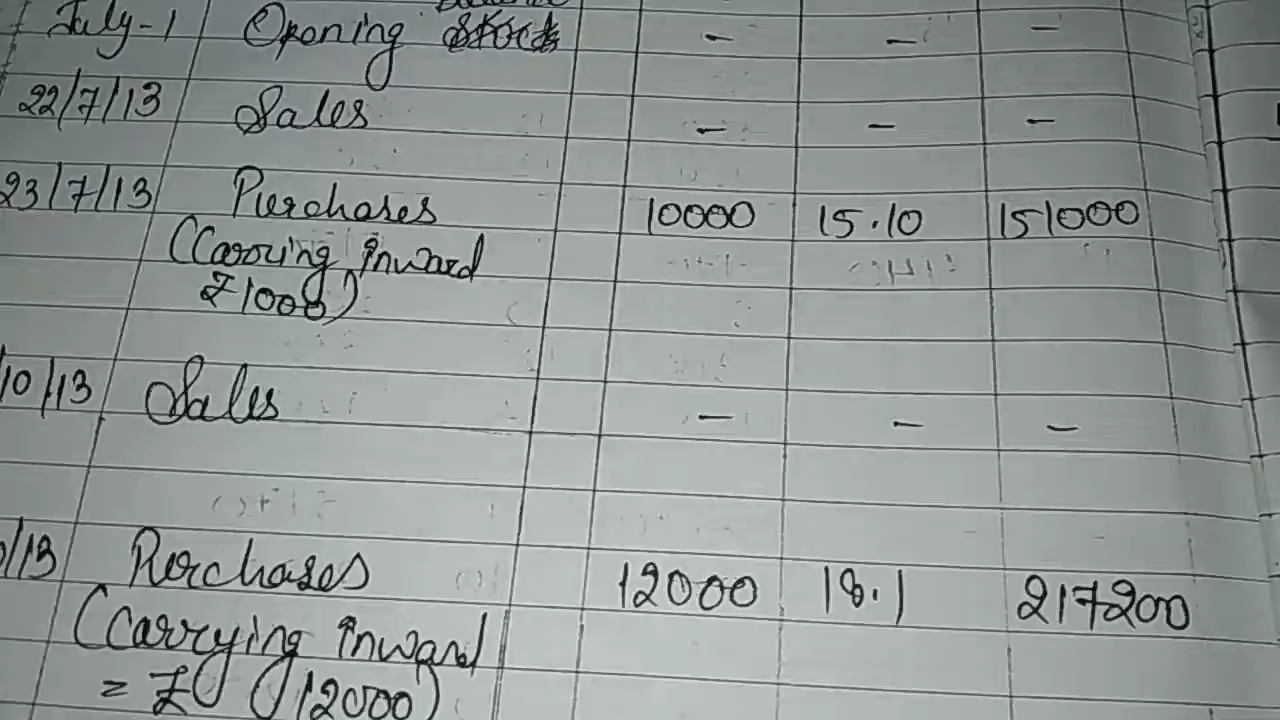 July-1 Opening Stock - - -
22/7/13 Sales - - -
23/7/13 Purchases 10000 15.10 151000
(Carring Inward
₹1000)
/10/13 Sales - - -
/13 Purchases 12000 18.1 217200
(Carrying Inward
= ₹ (12000)